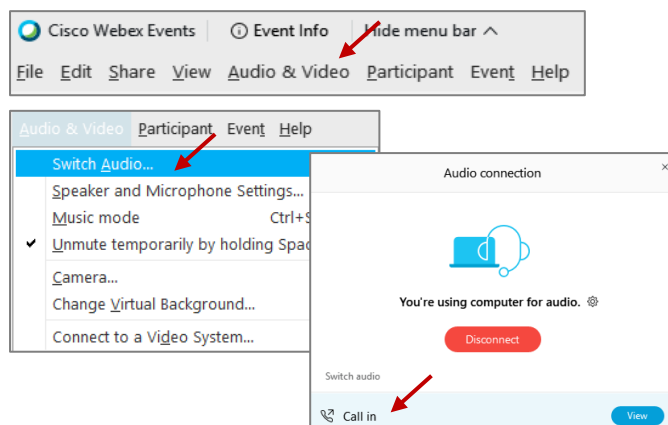 Cisco Webex Events Event Info Hide menu bar
File Edit Share View Audio & Video Participant Event Help
Audio & Video Participant Event Help
Switch Audio...
Speaker and Microphone Settings...
Music mode Ctrl+S
Unmute temporarily by holding Spac
Camera...
Change Virtual Background...
Connect to a Video System...
Audio connection
You're using computer for audio.
Disconnect
Switch audio
Call in View